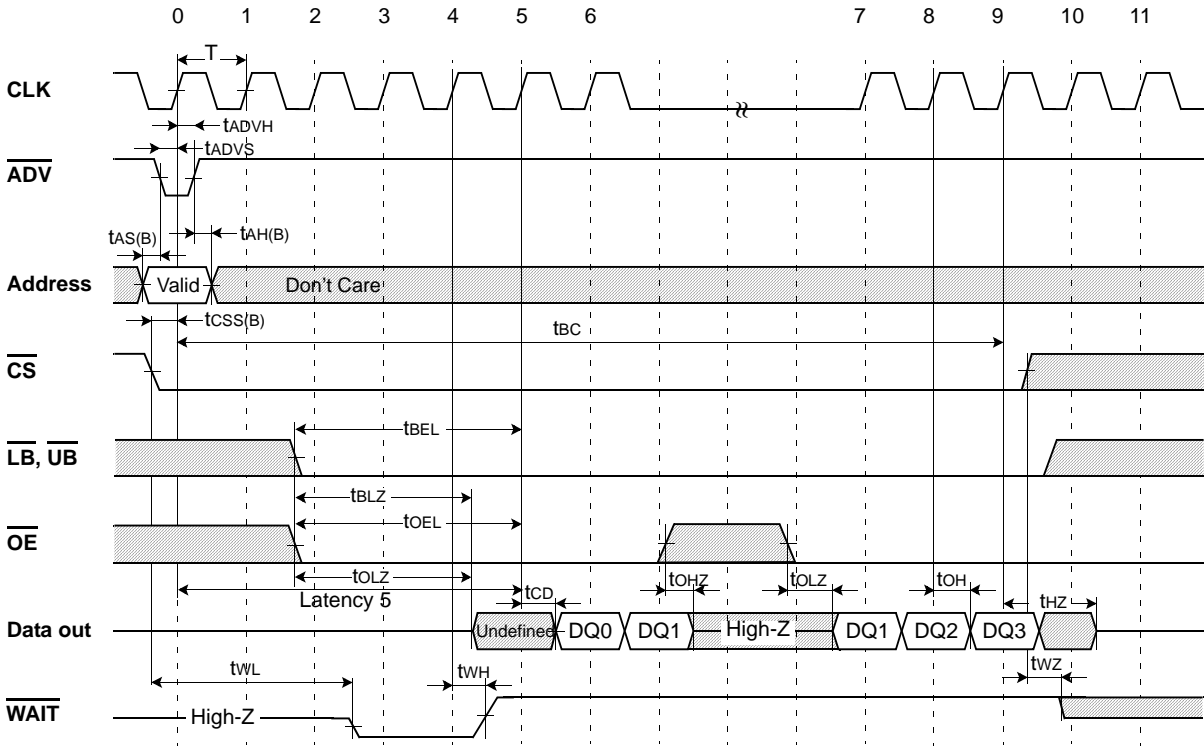 0 1 2 3 4 5 6 7 8 9 10 11
T
CLK
tADVH
tADVS
ADV
tAS(B)
tAH(B)
Address
Valid
Don't Care
tCSS(B)
tBC
CS
tBEL
LB, UB
tBLZ
tOEL
OE
tOLZ
tOHZ
tOLZ
tOH
Latency 5
tCD
tHZ
Data out
Undefined
DQ0
DQ1
High-Z
DQ1
DQ2
DQ3
tWL
tWH
tWZ
WAIT
High-Z